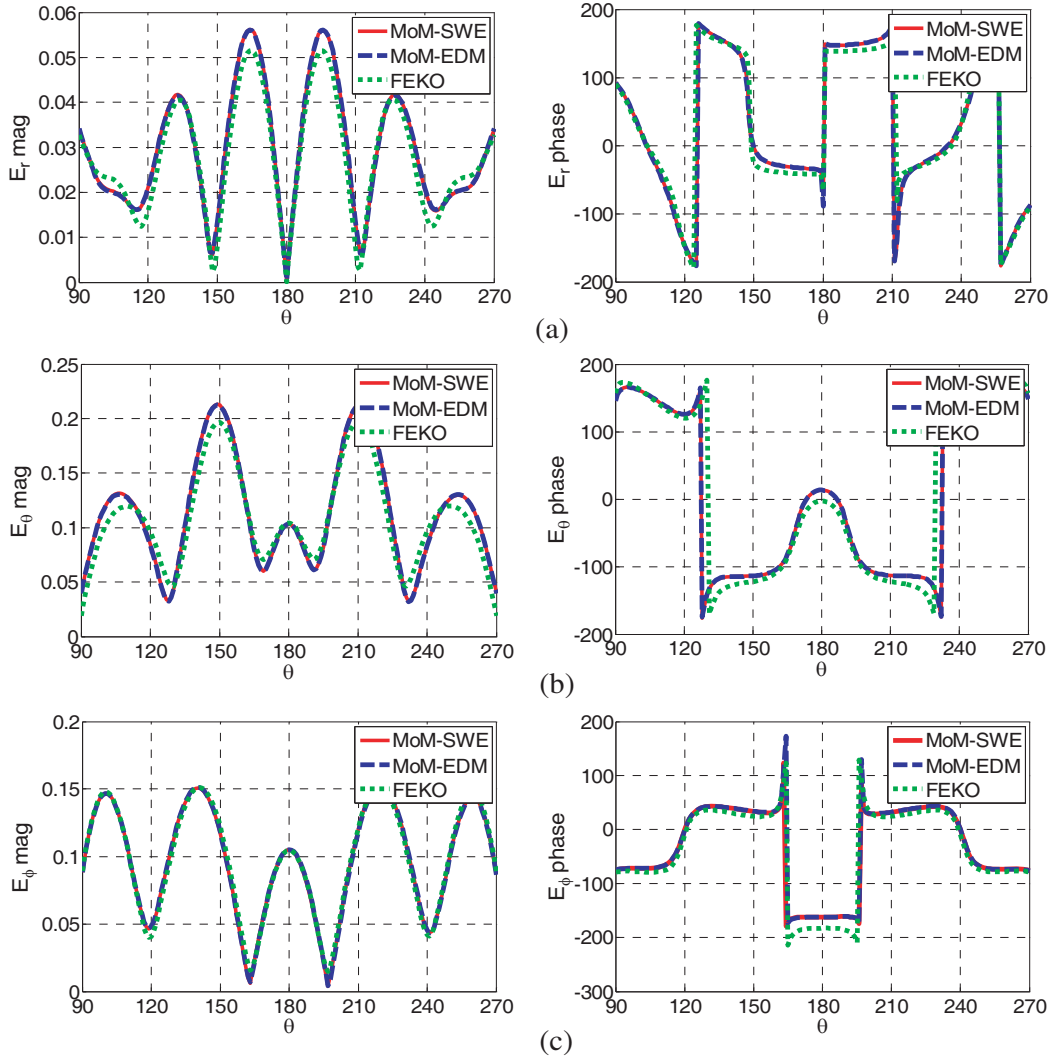 0.06
0.05
0.04
0.03
0.02
0.01
0
E_r mag
90 120 150 180 210 240 270
θ
MoM-SWE
MoM-EDM
FEKO
200
100
0
-100
-200
E_r phase
90 120 150 180 210 240 270
θ
MoM-SWE
MoM-EDM
FEKO
(a)
0.25
0.2
0.15
0.1
0.05
0
E_θ mag
90 120 150 180 210 240 270
θ
MoM-SWE
MoM-EDM
FEKO
200
100
0
-100
-200
E_θ phase
90 120 150 180 210 240 270
θ
MoM-SWE
MoM-EDM
FEKO
(b)
0.2
0.15
0.1
0.05
0
E_ϕ mag
90 120 150 180 210 240 270
θ
MoM-SWE
MoM-EDM
FEKO
200
100
0
-100
-200
-300
E_ϕ phase
90 120 150 180 210 240 270
θ
MoM-SWE
MoM-EDM
FEKO
(c)